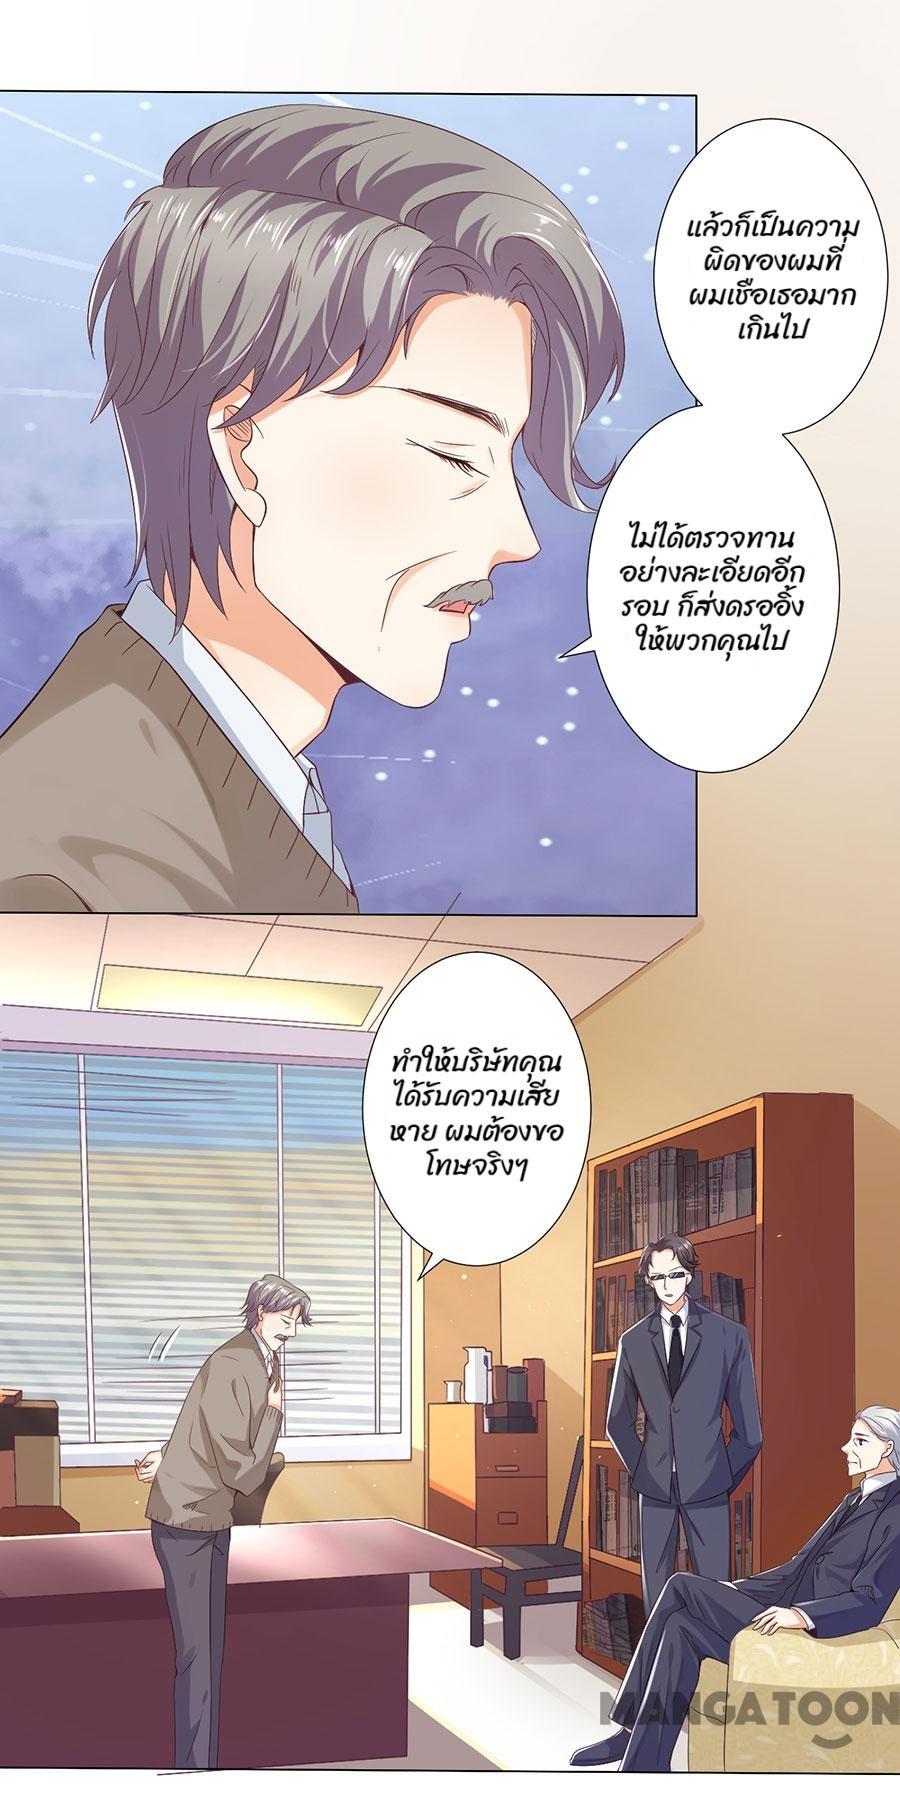 แล้วก็เป็นความ
ผิดของผมที่
ผมเชือเธอมาก
เกินไป
ไม่ได้ตรวจทาน
อย่างละเอียดอีก
รอบ ก็ส่งดรออิ้ง
ให้พวกคุณไป
ทำให้บริษัทคุณ
ได้รับความเสีย
หาย ผมต้องขอ
โทษจริงๆ
MANGATOON